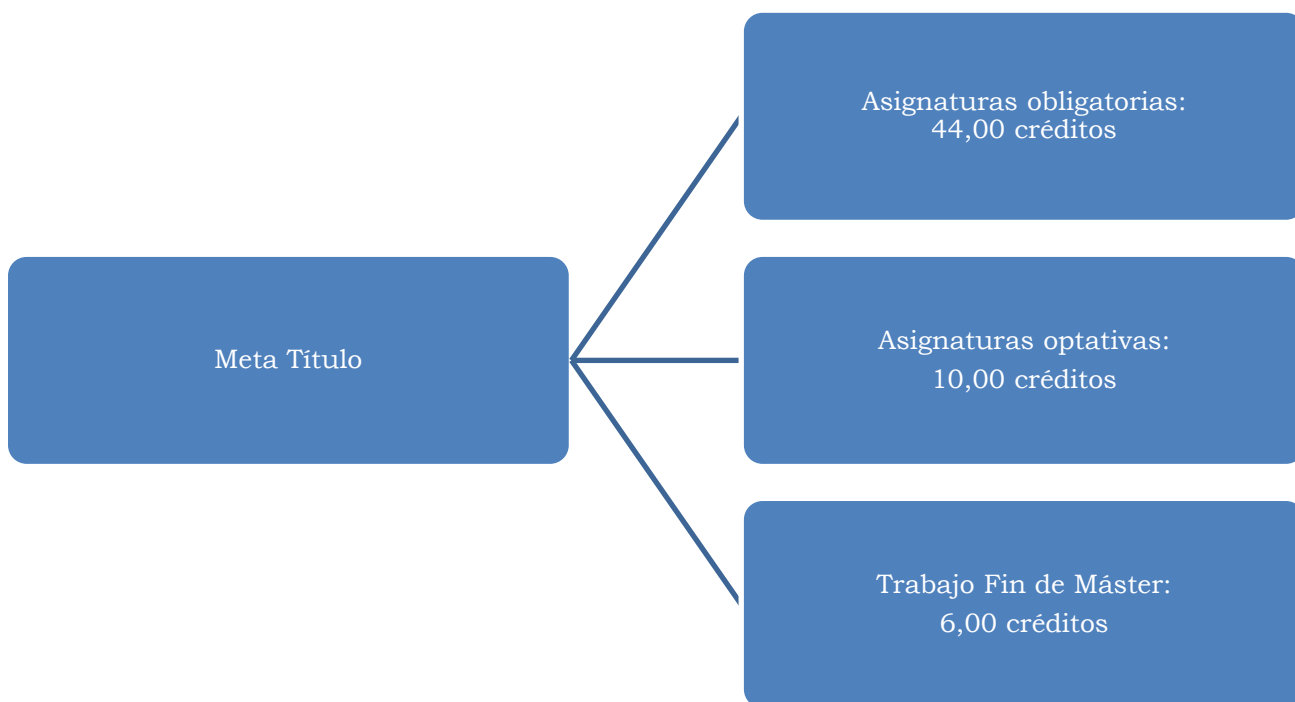 Meta Título
Asignaturas obligatorias:
44,00 créditos
Asignaturas optativas:
10,00 créditos
Trabajo Fin de Máster:
6,00 créditos